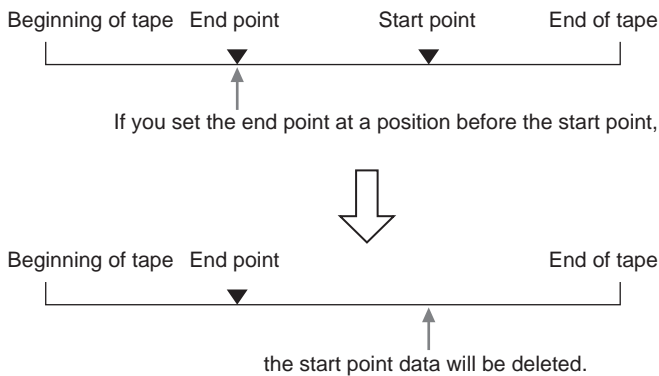 Beginning of tape End point Start point End of tape
If you set the end point at a position before the start point,
Beginning of tape End point End of tape
the start point data will be deleted.